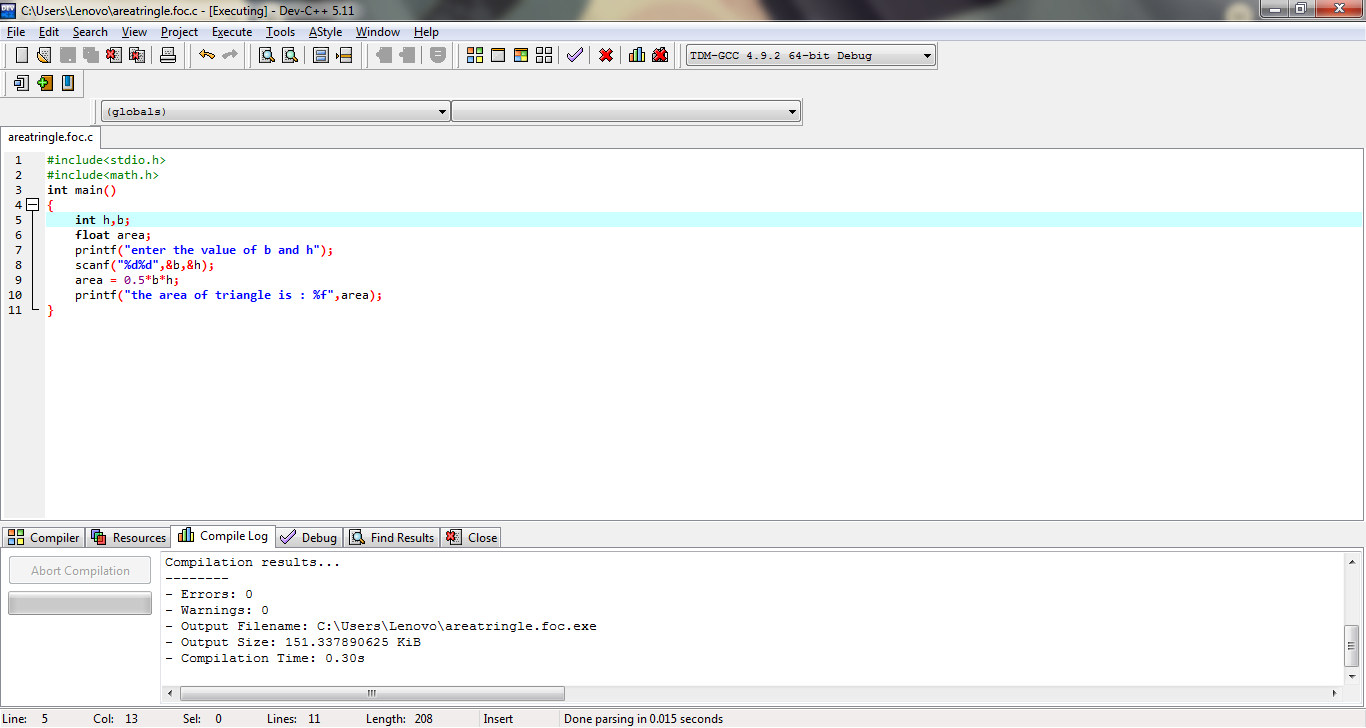 C:\Users\Lenovo\areatringle.foc.c - [Executing] - Dev-C++ 5.11
File Edit Search View Project Execute Tools AStyle Window Help
TDM-GCC 4.9.2 64-bit Debug
(globals)
areatringle.foc.c
1 #include<stdio.h>
2 #include<math.h>
3 int main()
4 {
5 int h,b;
6 float area;
7 printf("enter the value of b and h");
8 scanf("%d%d",&b,&h);
9 area = 0.5*b*h;
10 printf("the area of triangle is : %f",area);
11 }
Compiler Resources Compile Log Debug Find Results Close
Abort Compilation
Compilation results...
--------
- Errors: 0
- Warnings: 0
- Output Filename: C:\Users\Lenovo\areatringle.foc.exe
- Output Size: 151.337890625 KiB
- Compilation Time: 0.30s
Line: 5 Col: 13 Sel: 0 Lines: 11 Length: 208 Insert Done parsing in 0.015 seconds